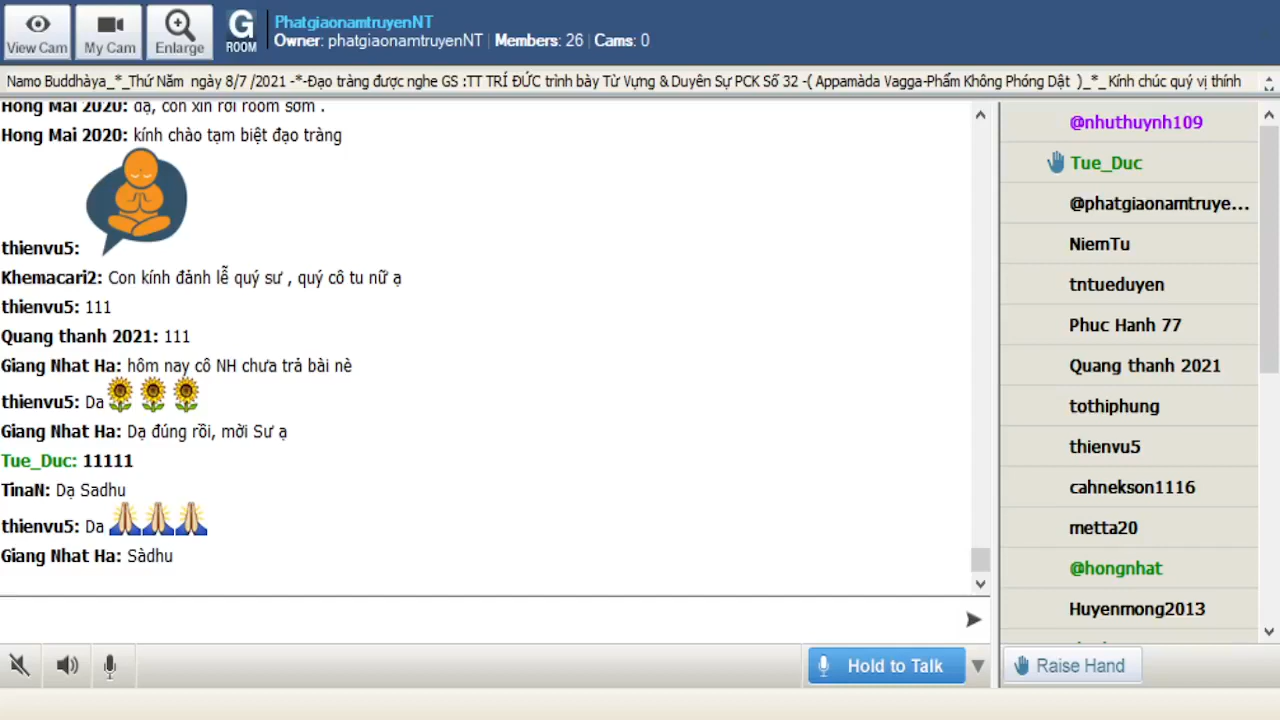 View Cam
My Cam
Enlarge
G
ROOM
PhatgiaonamtruyenNT
Owner: phatgiaonamtruyenNT | Members: 26 | Cams: 0
Namo Buddhàya_*_Thứ Năm ngày 8/7 /2021 -*-Đạo tràng được nghe GS :TT TRÍ ĐỨC trình bày Từ Vựng & Duyên Sự PCK Số 32 -( Appamàda Vagga-Phẩm Không Phóng Dật )_*_ Kính chúc quý vị thính
Hong Mai 2020: dạ, con xin rời room sớm .
Hong Mai 2020: kính chào tạm biệt đạo tràng
thienvu5:
Khemacari2: Con kính đảnh lễ quý sư , quý cô tu nữ ạ
thienvu5: 111
Quang thanh 2021: 111
Giang Nhat Ha: hôm nay cô NH chưa trả bài nè
thienvu5: Da
Giang Nhat Ha: Dạ đúng rồi, mời Sư ạ
Tue_Duc: 11111
TinaN: Dạ Sadhu
thienvu5: Da
Giang Nhat Ha: Sàdhu
Hold to Talk
@nhuthuynh109
Tue_Duc
@phatgiaonamtruye...
NiemTu
tntueduyen
Phuc Hanh 77
Quang thanh 2021
tothiphung
thienvu5
cahnekson1116
metta20
@hongnhat
Huyenmong2013
Raise Hand